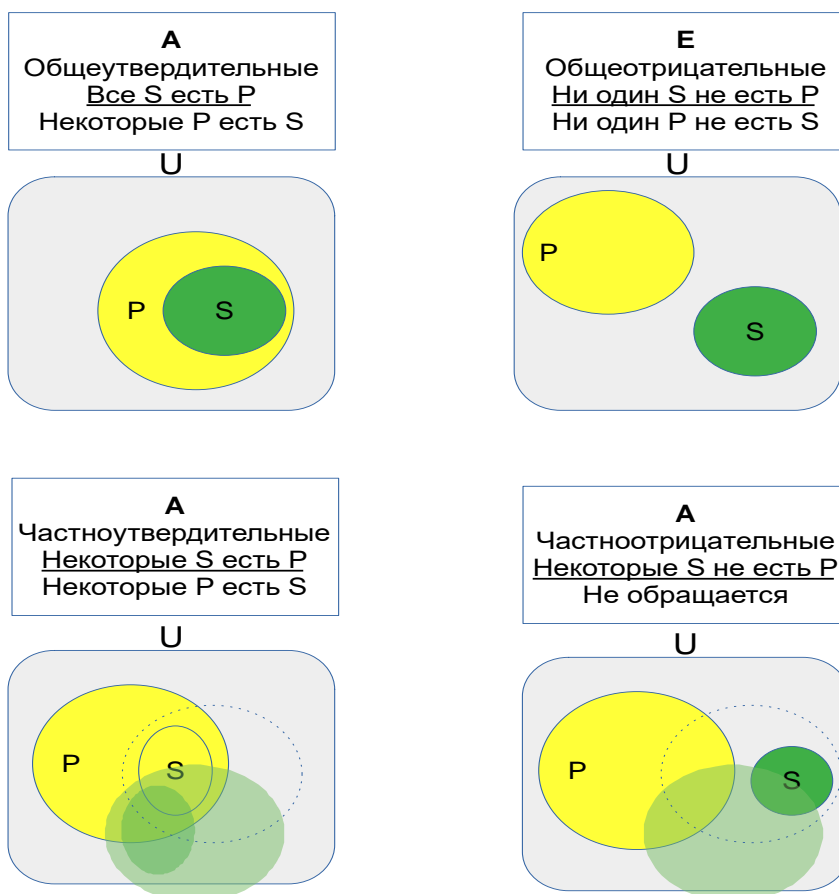 A
Общеутвердительные
Все S есть P
Некоторые P есть S
U
P
S
E
Общеотрицательные
Ни один S не есть P
Ни один P не есть S
U
P
S
A
Частноутвердительные
Некоторые S есть P
Некоторые P есть S
U
P
S
A
Частноотрицательные
Некоторые S не есть P
Не обращается
U
P
S